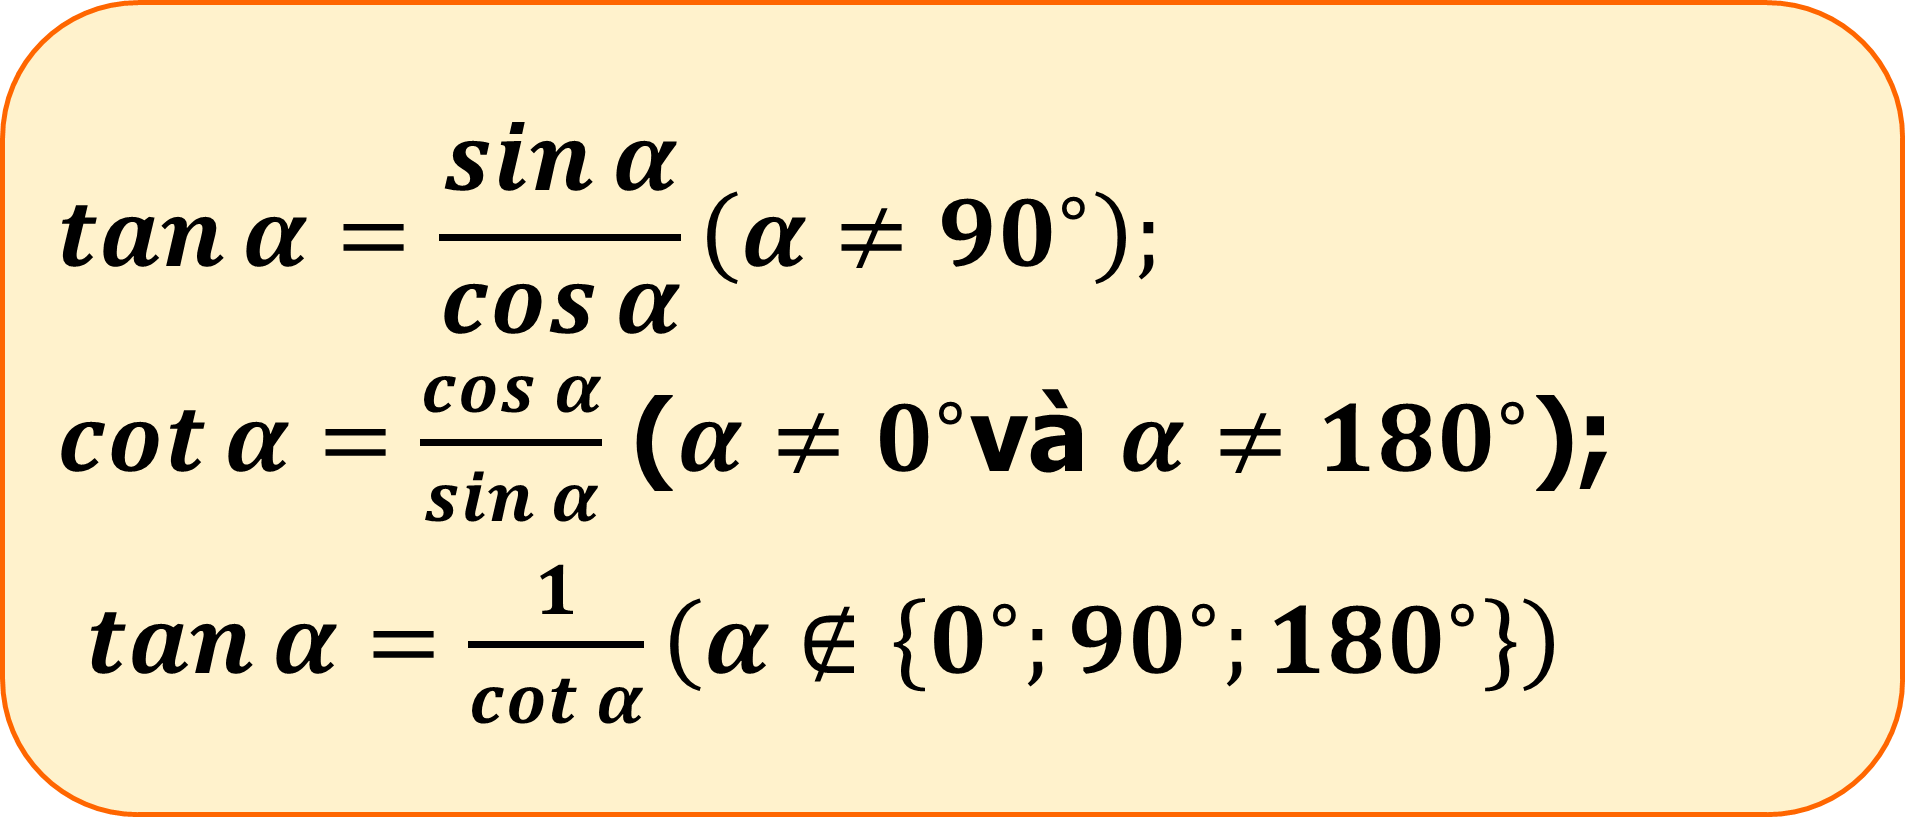 tan α = sin α / cos α (α ≠ 90°);
cot α = cos α / sin α (α ≠ 0° và α ≠ 180°);
tan α = 1 / cot α (α ∉ {0°; 90°; 180°})